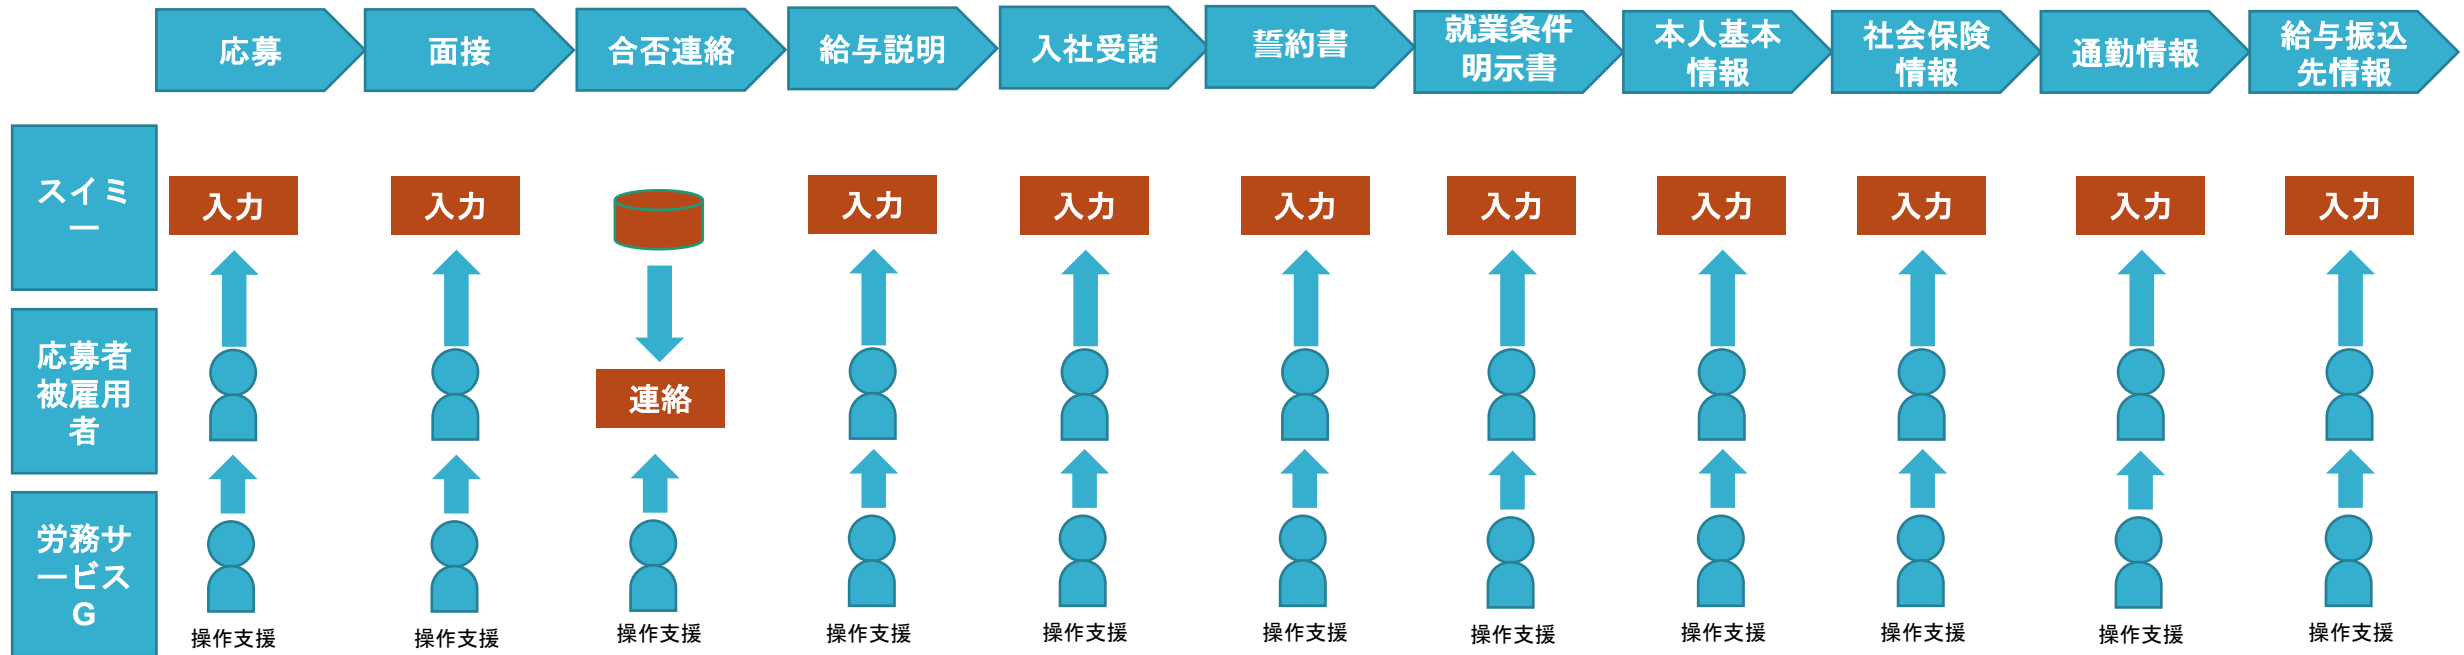 応募
面接
合否連絡
給与説明
入社受諾
誓約書
就業条件
明示書
本人基本
情報
社会保険
情報
通勤情報
給与振込
先情報
スイミ
ー
入力
入力
入力
入力
入力
入力
入力
入力
入力
入力
応募者
被雇用
者
連絡
労務サ
ービス
G
操作支援
操作支援
操作支援
操作支援
操作支援
操作支援
操作支援
操作支援
操作支援
操作支援
操作支援